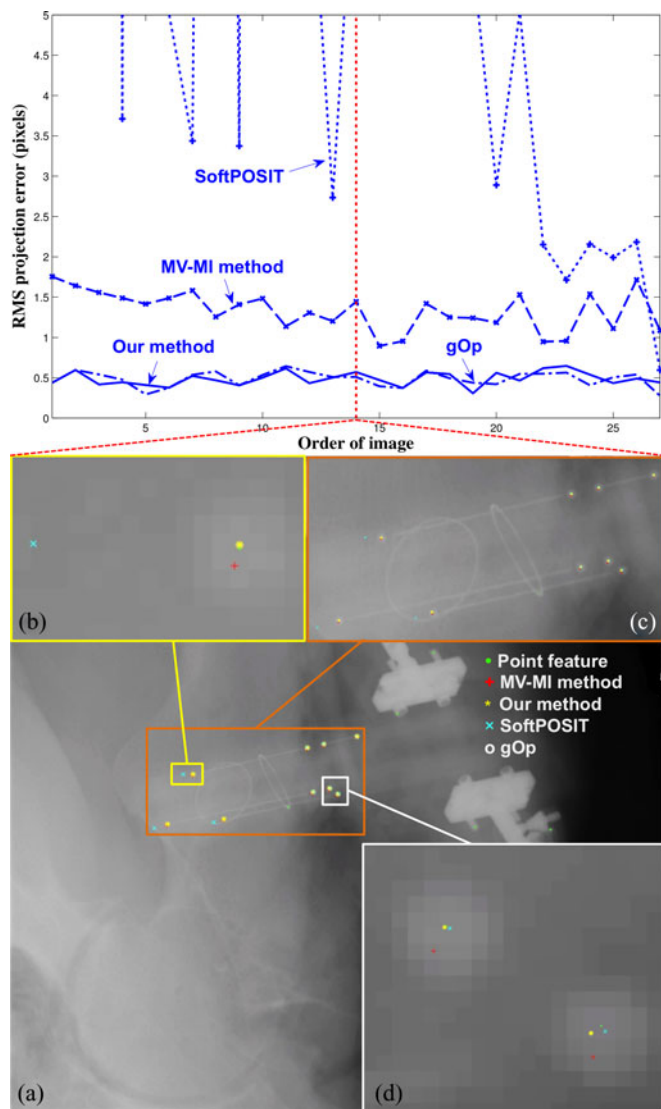 5
4.5
4
3.5
3
2.5
2
1.5
1
0.5
0
RMS projection error (pixels)
SoftPOSIT
MV-MI method
Our method
gOp
5 10 15 20 25
Order of image
(b)
(c)
Point feature
MV-MI method
Our method
SoftPOSIT
gOp
(a)
(d)